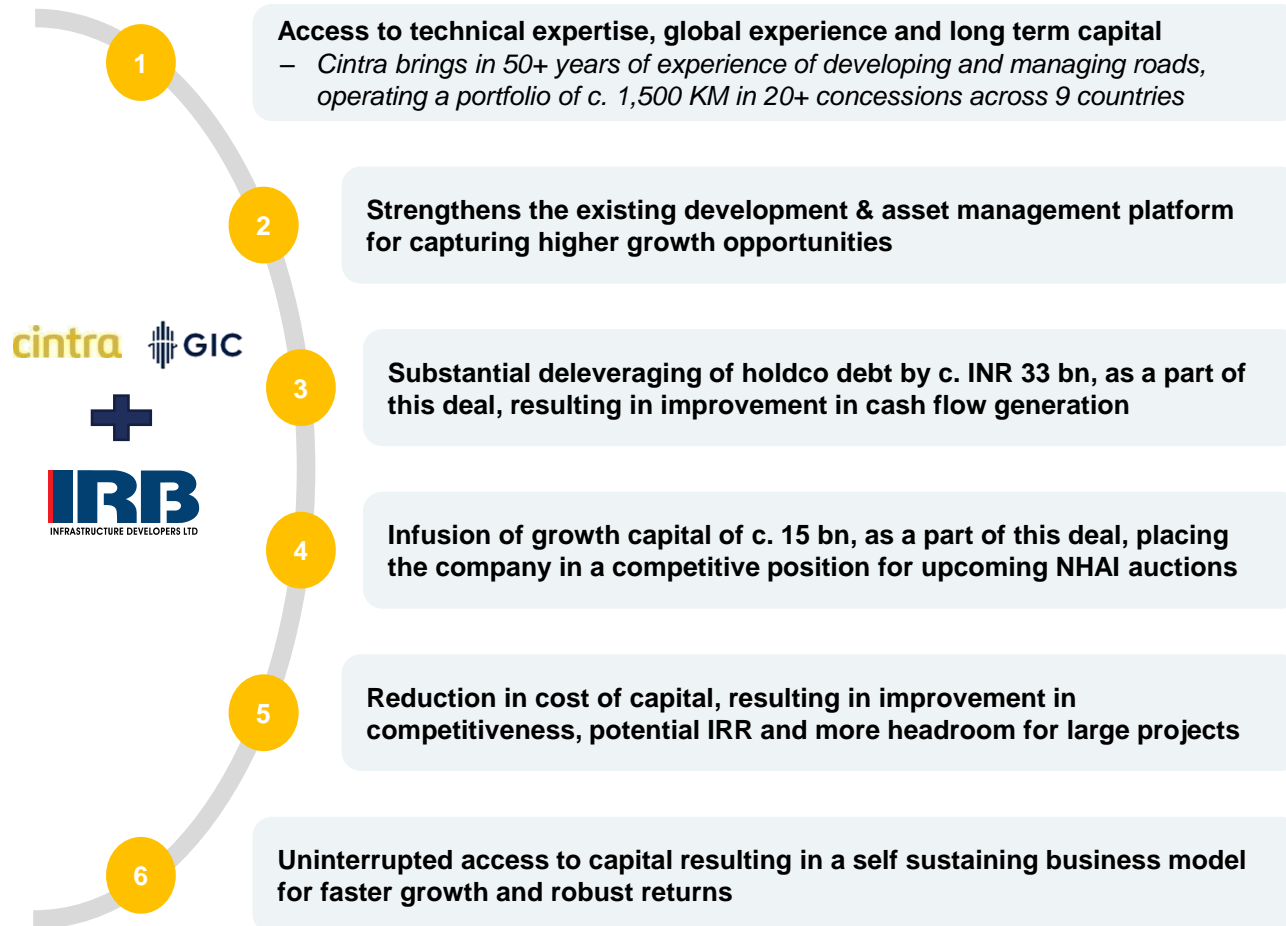 1
Access to technical expertise, global experience and long term capital
– Cintra brings in 50+ years of experience of developing and managing roads,
operating a portfolio of c. 1,500 KM in 20+ concessions across 9 countries
2
Strengthens the existing development & asset management platform
for capturing higher growth opportunities
cintra GIC
IRB
INFRASTRUCTURE DEVELOPERS LTD
3
Substantial deleveraging of holdco debt by c. INR 33 bn, as a part of
this deal, resulting in improvement in cash flow generation
4
Infusion of growth capital of c. 15 bn, as a part of this deal, placing
the company in a competitive position for upcoming NHAI auctions
5
Reduction in cost of capital, resulting in improvement in
competitiveness, potential IRR and more headroom for large projects
6
Uninterrupted access to capital resulting in a self sustaining business model
for faster growth and robust returns